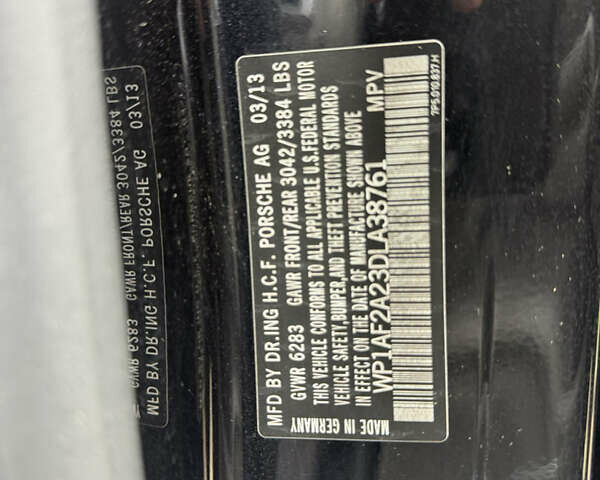 MFD BY DR.ING H.C.F. PORSCHE AG 03/13
GVWR 6283 GAWR FRONT/REAR 3042/3384 LBS
THIS VEHICLE CONFORMS TO ALL APPLICABLE U.S.FEDERAL MOTOR
VEHICLE SAFETY,BUMPER,AND THEFT PREVENTION STANDARDS
IN EFFECT ON THE DATE OF MANUFACTURE SHOWN ABOVE
WP1AF2A23DLA38761 MPV
MADE IN GERMANY
7P5.010.837.H
MFD BY DR.ING H.C.F. PORSCHE AG 03/13
GVWR 6283 GAWR FRONT/REAR 3042/3384 LBS